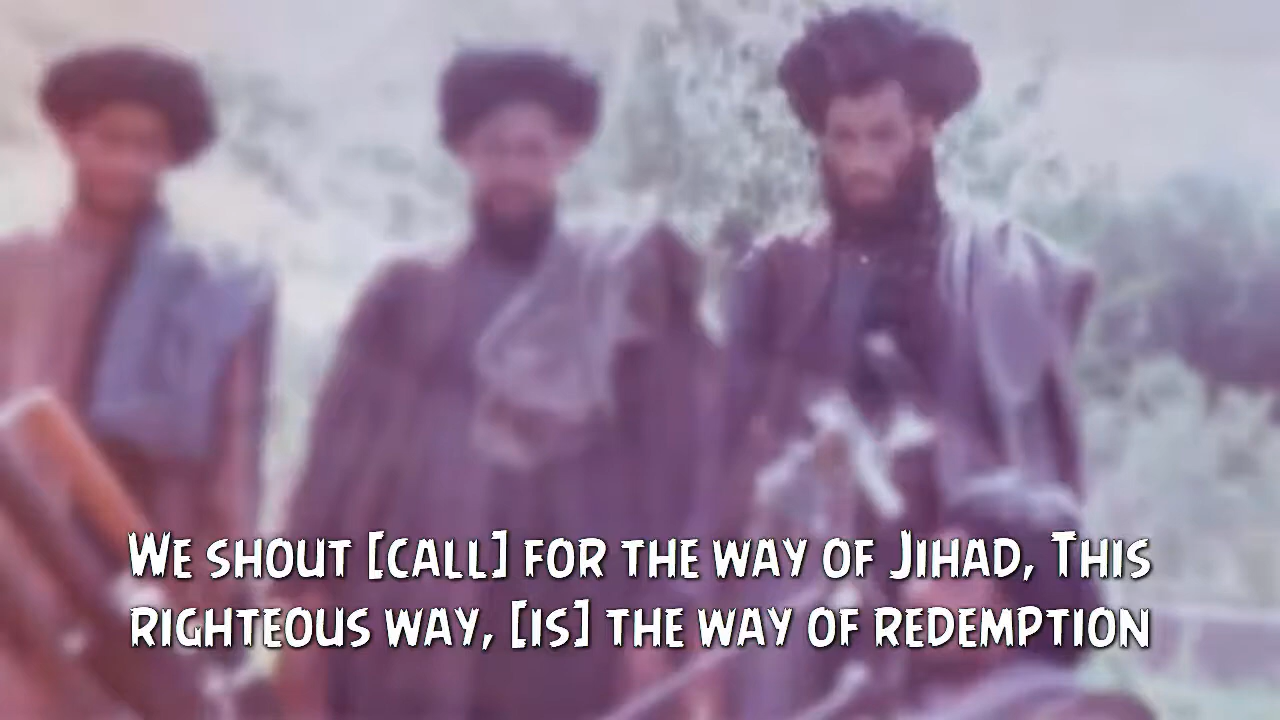 We shout [call] for the way of Jihad, This
righteous way, [is] the way of redemption